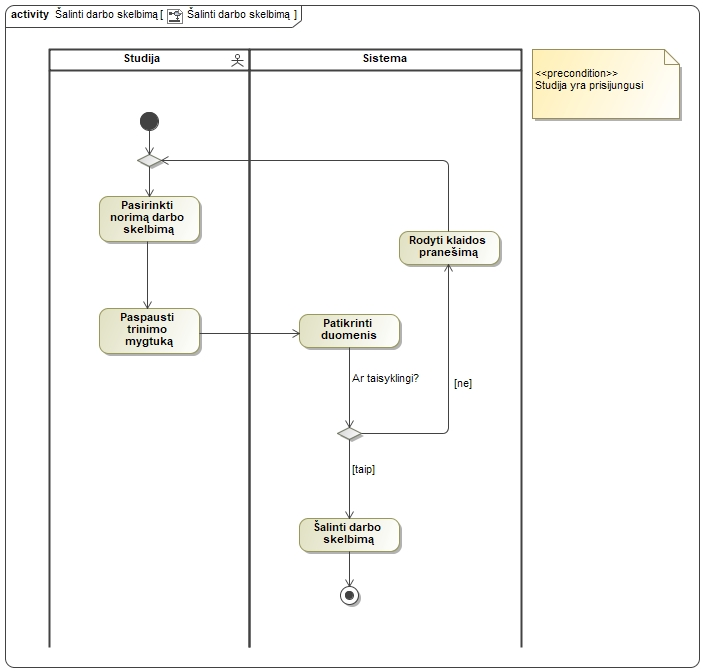 activity Šalinti darbo skelbimą [ Šalinti darbo skelbimą ]
Studija
Sistema
<<precondition>>
Studija yra prisijungusi
Pasirinkti
norimą darbo
skelbimą
Rodyti klaidos
pranešimą
Paspausti
trinimo
mygtuką
Patikrinti
duomenis
Ar taisyklingi?
[ne]
[taip]
Šalinti darbo
skelbimą